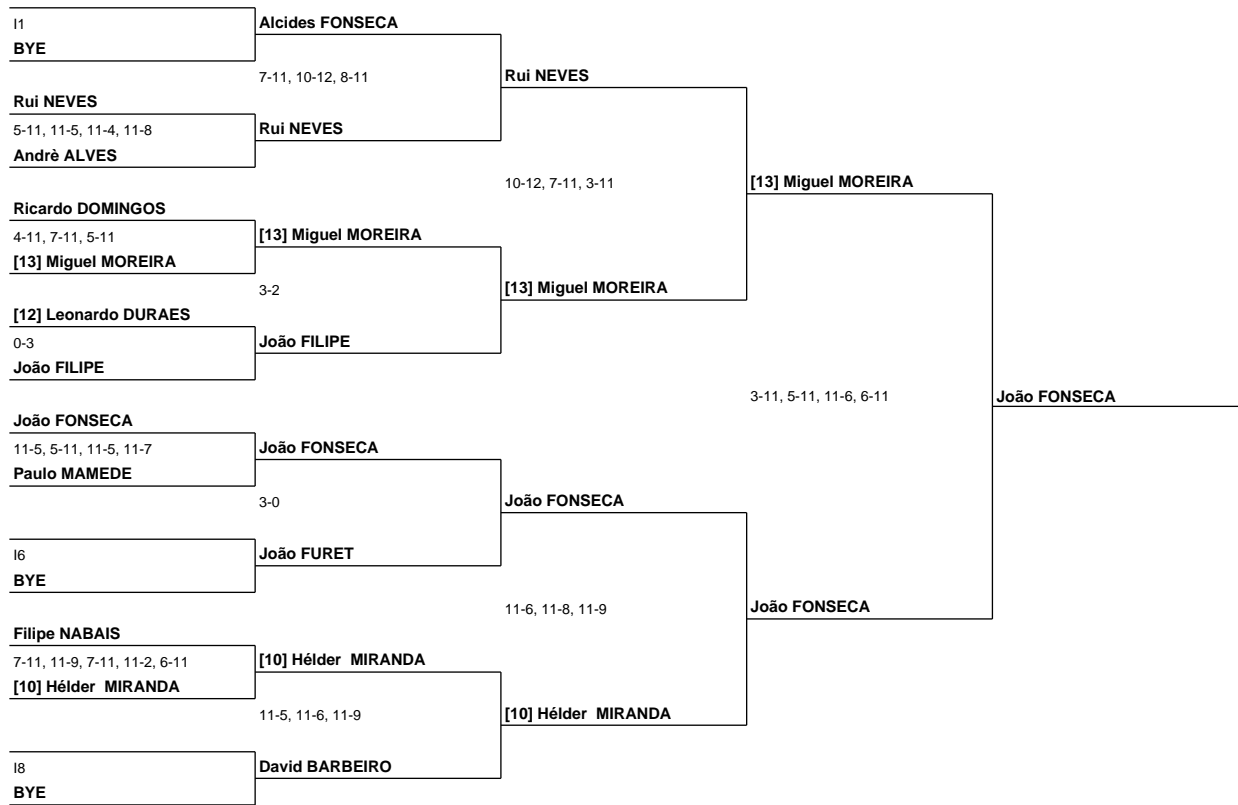 I1
BYE
Alcides FONSECA
7-11, 10-12, 8-11
Rui NEVES
Rui NEVES
5-11, 11-5, 11-4, 11-8
Andrè ALVES
Rui NEVES
10-12, 7-11, 3-11
[13] Miguel MOREIRA
Ricardo DOMINGOS
4-11, 7-11, 5-11
[13] Miguel MOREIRA
[13] Miguel MOREIRA
3-2
[13] Miguel MOREIRA
[12] Leonardo DURAES
0-3
João FILIPE
João FILIPE
3-11, 5-11, 11-6, 6-11
João FONSECA
João FONSECA
11-5, 5-11, 11-5, 11-7
Paulo MAMEDE
João FONSECA
3-0
João FONSECA
I6
BYE
João FURET
11-6, 11-8, 11-9
João FONSECA
Filipe NABAIS
7-11, 11-9, 7-11, 11-2, 6-11
[10] Hélder  MIRANDA
[10] Hélder  MIRANDA
11-5, 11-6, 11-9
[10] Hélder  MIRANDA
I8
BYE
David BARBEIRO